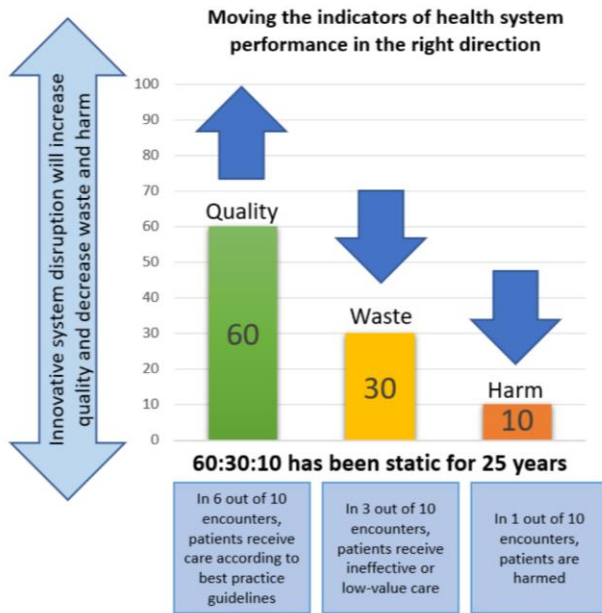 Moving the indicators of health system
performance in the right direction
Innovative system disruption will increase
quality and decrease waste and harm
100
90
80
70
60
50
40
30
20
10
0
Quality
60
Waste
30
Harm
10
60:30:10 has been static for 25 years
In 6 out of 10
encounters,
patients receive
care according to
best practice
guidelines
In 3 out of 10
encounters,
patients receive
ineffective or
low-value care
In 1 out of 10
encounters,
patients are
harmed